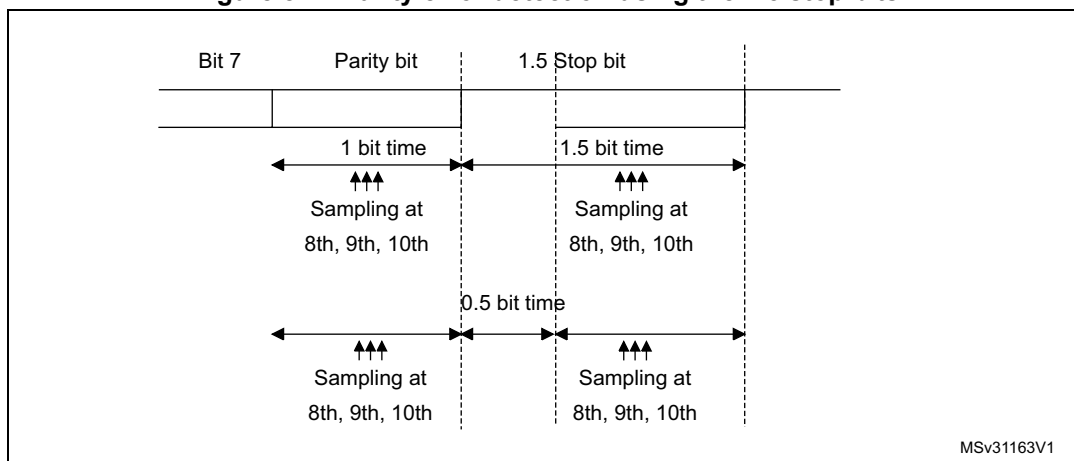 Bit 7 Parity bit 1.5 Stop bit
1 bit time 1.5 bit time
Sampling at Sampling at
8th, 9th, 10th 8th, 9th, 10th
0.5 bit time
Sampling at Sampling at
8th, 9th, 10th 8th, 9th, 10th
MSv31163V1